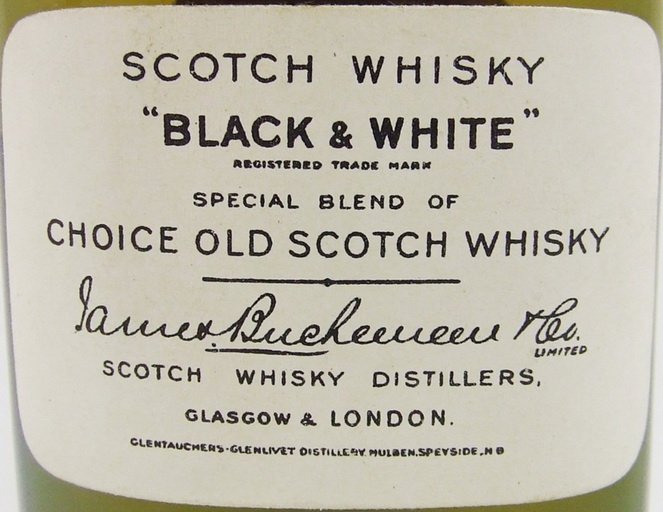 SCOTCH WHISKY
"BLACK & WHITE"
REGISTERED TRADE MARK
SPECIAL BLEND OF
CHOICE OLD SCOTCH WHISKY
James Buchanan & Co.
LIMITED
SCOTCH WHISKY DISTILLERS,
GLASGOW & LONDON.
GLENTAUCHERS-GLENLIVET DISTILLERY, MULBEN, SPEYSIDE, N B